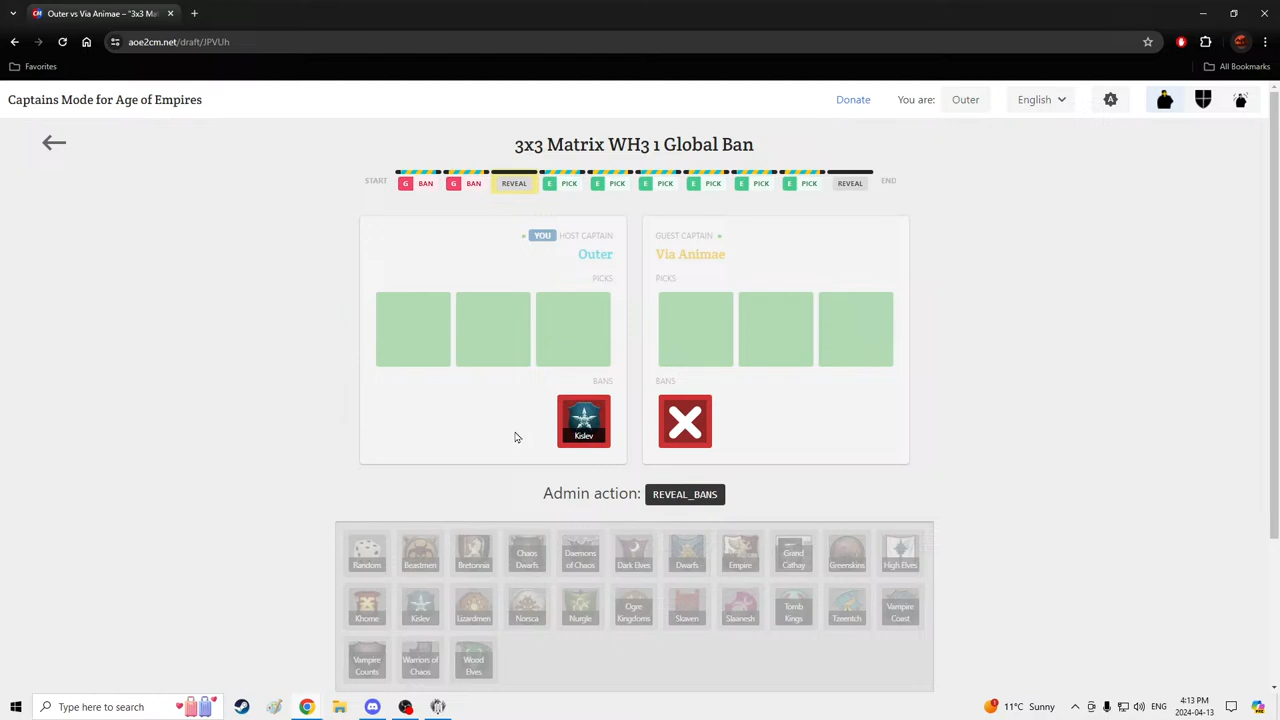 Outer vs Via Animae – "3x3 Mat
aoe2cm.net/draft/JPVUh
Favorites
All Bookmarks
Captains Mode for Age of Empires
Donate
You are:
Outer
English
3x3 Matrix WH3 1 Global Ban
START
G BAN
G BAN
REVEAL
E PICK
E PICK
E PICK
E PICK
E PICK
E PICK
REVEAL
END
YOU HOST CAPTAIN
Outer
PICKS
BANS
Kislev
GUEST CAPTAIN
Via Animae
PICKS
BANS
Admin action: REVEAL_BANS
Random
Beastmen
Bretonnia
Chaos Dwarfs
Daemons of Chaos
Dark Elves
Dwarfs
Empire
Grand Cathay
Greenskins
High Elves
Khorne
Kislev
Lizardmen
Norsca
Nurgle
Ogre Kingdoms
Skaven
Slaanesh
Tomb Kings
Tzeentch
Vampire Coast
Vampire Counts
Warriors of Chaos
Wood Elves
Type here to search
11°C Sunny
ENG
4:13 PM
2024-04-13